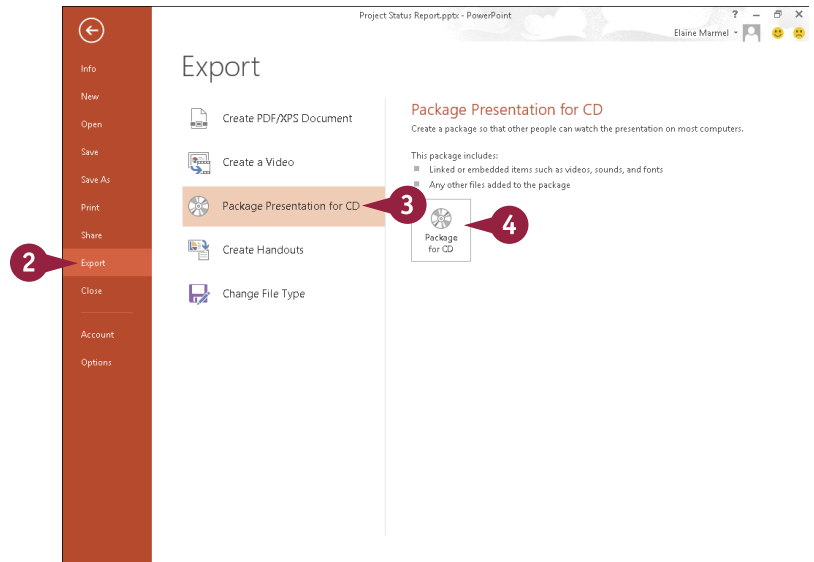 Project Status Report.pptx - PowerPoint
?
Elaine Marmel
Info
New
Open
Save
Save As
Print
Share
Export
Close
Account
Options
2
Export
Create PDF/XPS Document
Create a Video
Package Presentation for CD
3
Create Handouts
Change File Type
Package Presentation for CD
Create a package so that other people can watch the presentation on most computers.
This package includes:
Linked or embedded items such as videos, sounds, and fonts
Any other files added to the package
Package
for CD
4